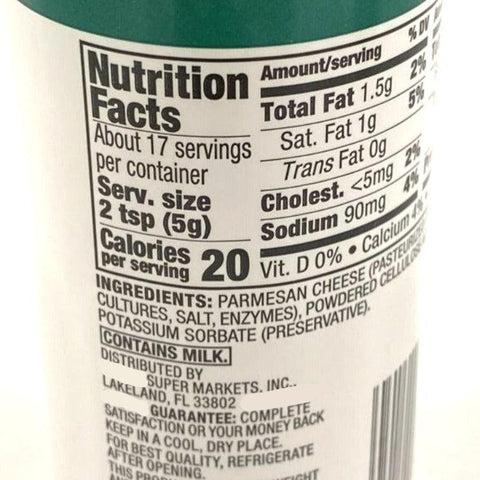 Nutrition
Facts
About 17 servings
per container
Serv. size
2 tsp (5g)
Calories
per serving 20
Amount/serving % DV
Total Fat 1.5g 2%
Sat. Fat 1g 5%
Trans Fat 0g
Cholest. <5mg 2%
Sodium 90mg 4%
Vit. D 0% • Calcium 4%
INGREDIENTS: PARMESAN CHEESE (PASTEURIZED
CULTURES, SALT, ENZYMES), POWDERED CELLULOSE
POTASSIUM SORBATE (PRESERVATIVE).
CONTAINS MILK.
DISTRIBUTED BY
SUPER MARKETS, INC..
LAKELAND, FL 33802
GUARANTEE: COMPLETE
SATISFACTION OR YOUR MONEY BACK
KEEP IN A COOL, DRY PLACE.
FOR BEST QUALITY, REFRIGERATE
AFTER OPENING.
THIS